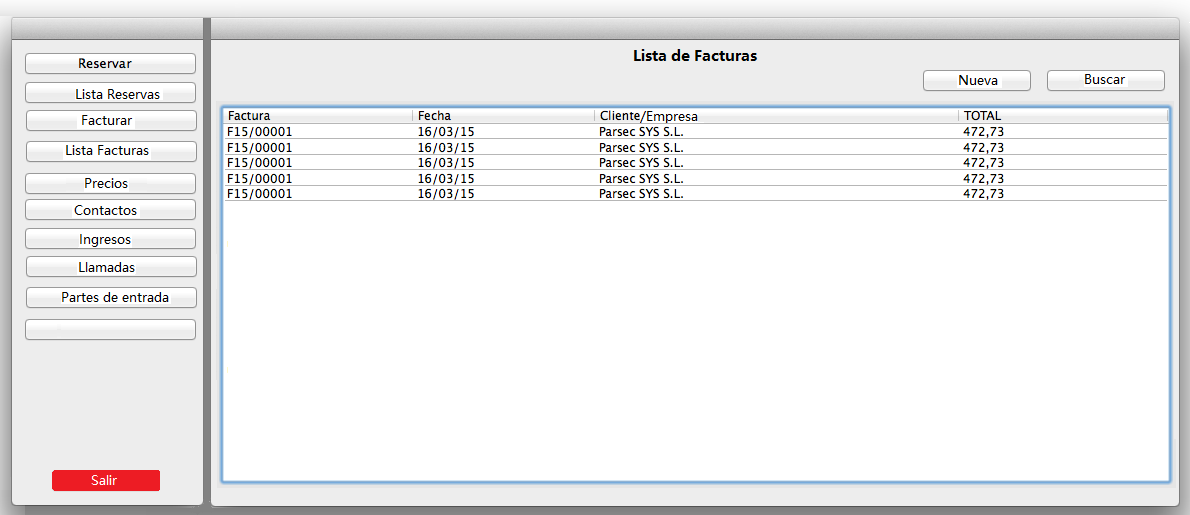 Reservar
Lista Reservas
Facturar
Lista Facturas
Precios
Contactos
Ingresos
Llamadas
Partes de entrada
Salir
Lista de Facturas
Nueva Buscar
Factura Fecha Cliente/Empresa TOTAL
F15/00001 16/03/15 Parsec SYS S.L. 472,73
F15/00001 16/03/15 Parsec SYS S.L. 472,73
F15/00001 16/03/15 Parsec SYS S.L. 472,73
F15/00001 16/03/15 Parsec SYS S.L. 472,73
F15/00001 16/03/15 Parsec SYS S.L. 472,73